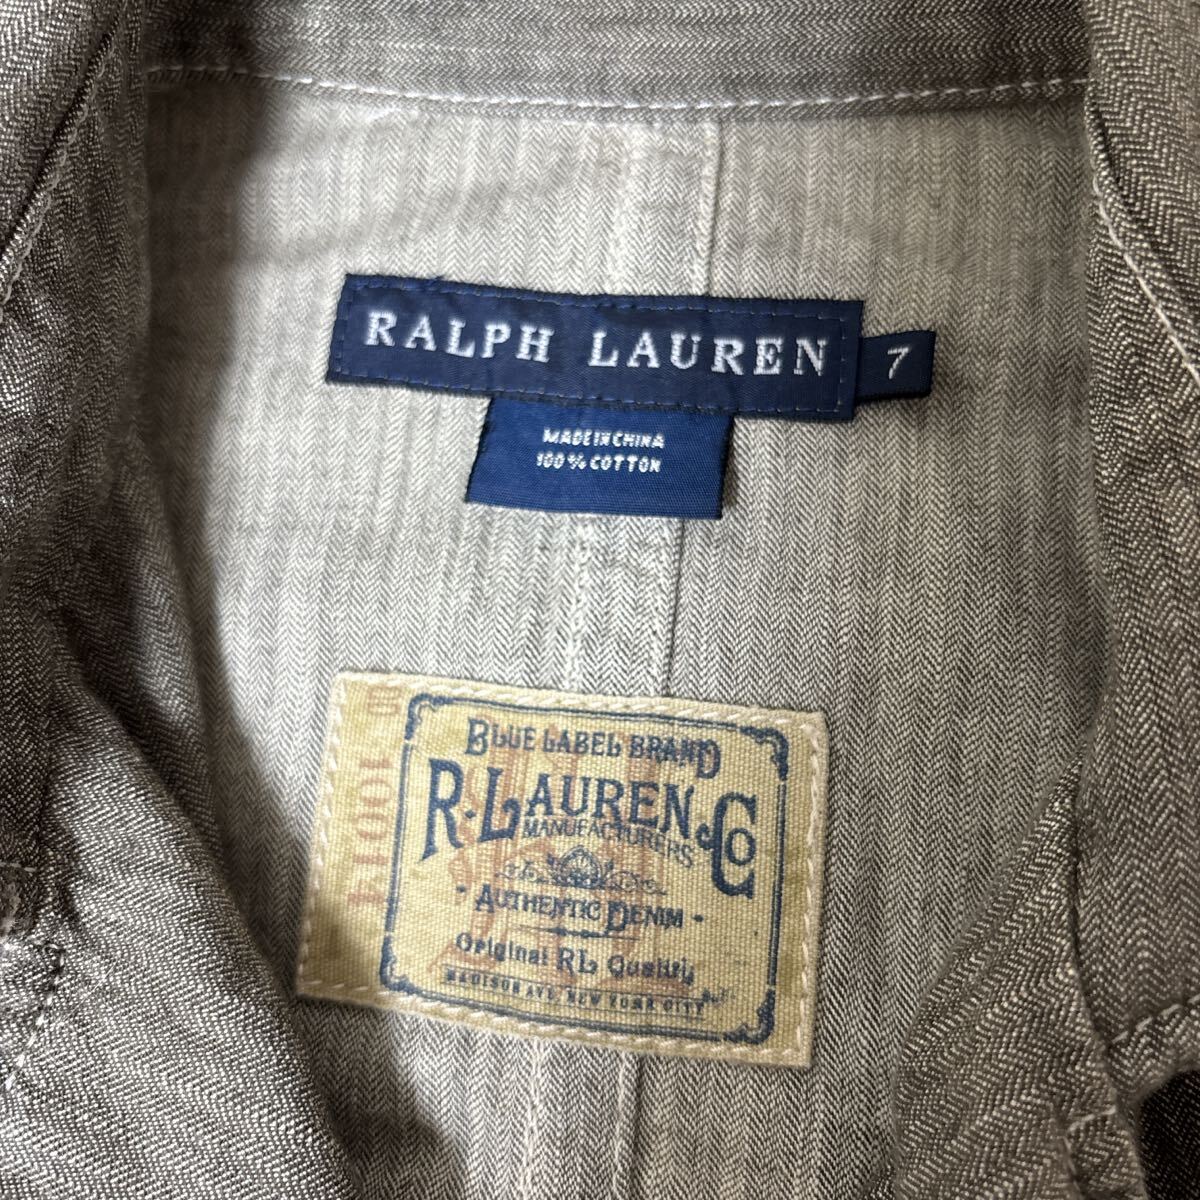 RALPH LAUREN
7
MADE IN CHINA
100% COTTON
BLUE LABEL BRAND
R-LAUREN & CO
MANUFACTURERS
- AUTHENTIC DENIM -
Original RL Quality
MADISON AVE, NEW YORK CITY